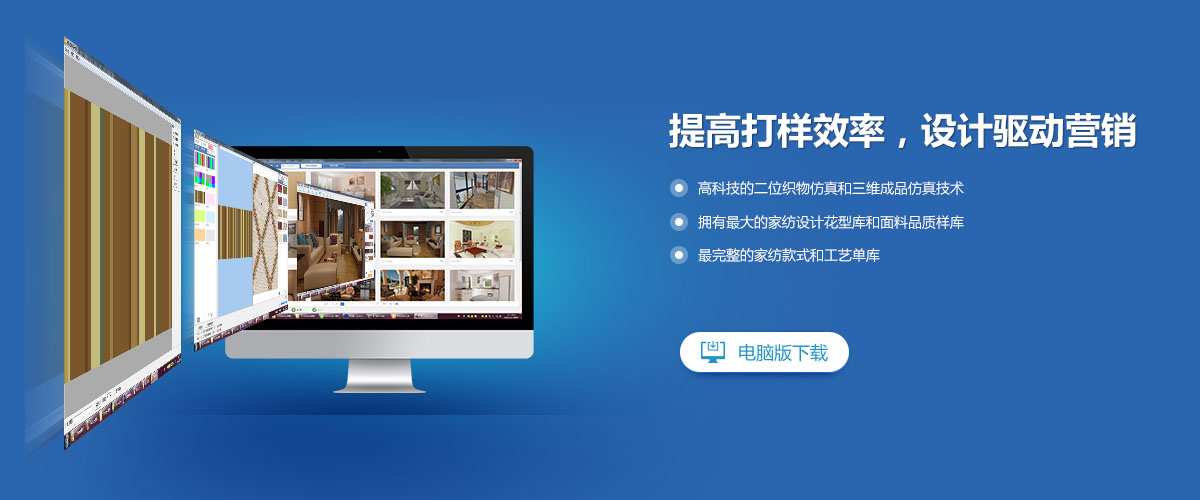 提高打样效率，设计驱动营销
高科技的二位织物仿真和三维成品仿真技术
拥有最大的家纺设计花型库和面料品质样库
最完整的家纺款式和工艺单库
电脑版下载